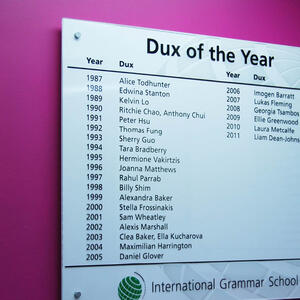 Dux of the Year
Year Dux
1987 Alice Todhunter
1988 Edwina Stanton
1989 Kelvin Lo
1990 Ritchie Chao, Anthony Chui
1991 Peter Hsu
1992 Thomas Fung
1993 Sherry Guo
1994 Tara Bradberry
1995 Hermione Vakirtzis
1996 Joanna Matthews
1997 Rahul Parrab
1998 Billy Shim
1999 Alexandra Baker
2000 Stella Frossinakis
2001 Sam Wheatley
2002 Alexis Marshall
2003 Clea Baker, Ella Kucharova
2004 Maximilian Harrington
2005 Daniel Glover
Year Dux
2006 Imogen Barratt
2007 Lukas Fleming
2008 Georgia Tsambos
2009 Ellie Greenwood
2010 Laura Metcalfe
2011 Liam Dean-Johns
International Grammar School